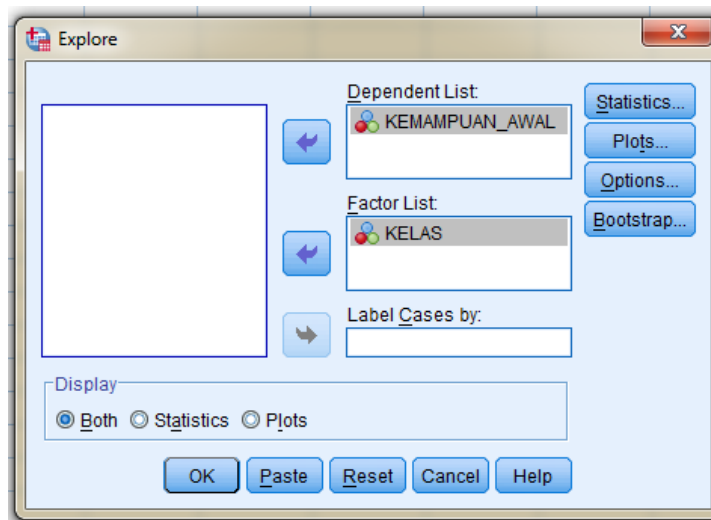 Explore
Dependent List:
KEMAMPUAN_AWAL
Factor List:
KELAS
Label Cases by:
Statistics...
Plots...
Options...
Bootstrap...
Display
Both Statistics Plots
OK Paste Reset Cancel Help